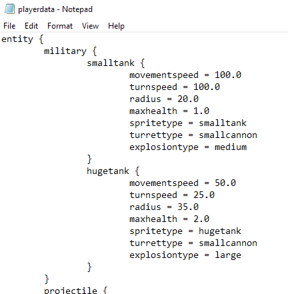 playerdata - Notepad
File Edit Format View Help
entity {
military {
smalltank {
movementspeed = 100.0
turnspeed = 100.0
radius = 20.0
maxhealth = 1.0
spritetype = smalltank
turrettype = smallcannon
explosiontype = medium
}
hugetank {
movementspeed = 50.0
turnspeed = 25.0
radius = 35.0
maxhealth = 2.0
spritetype = hugetank
turrettype = smallcannon
explosiontype = large
}
}
projectile {